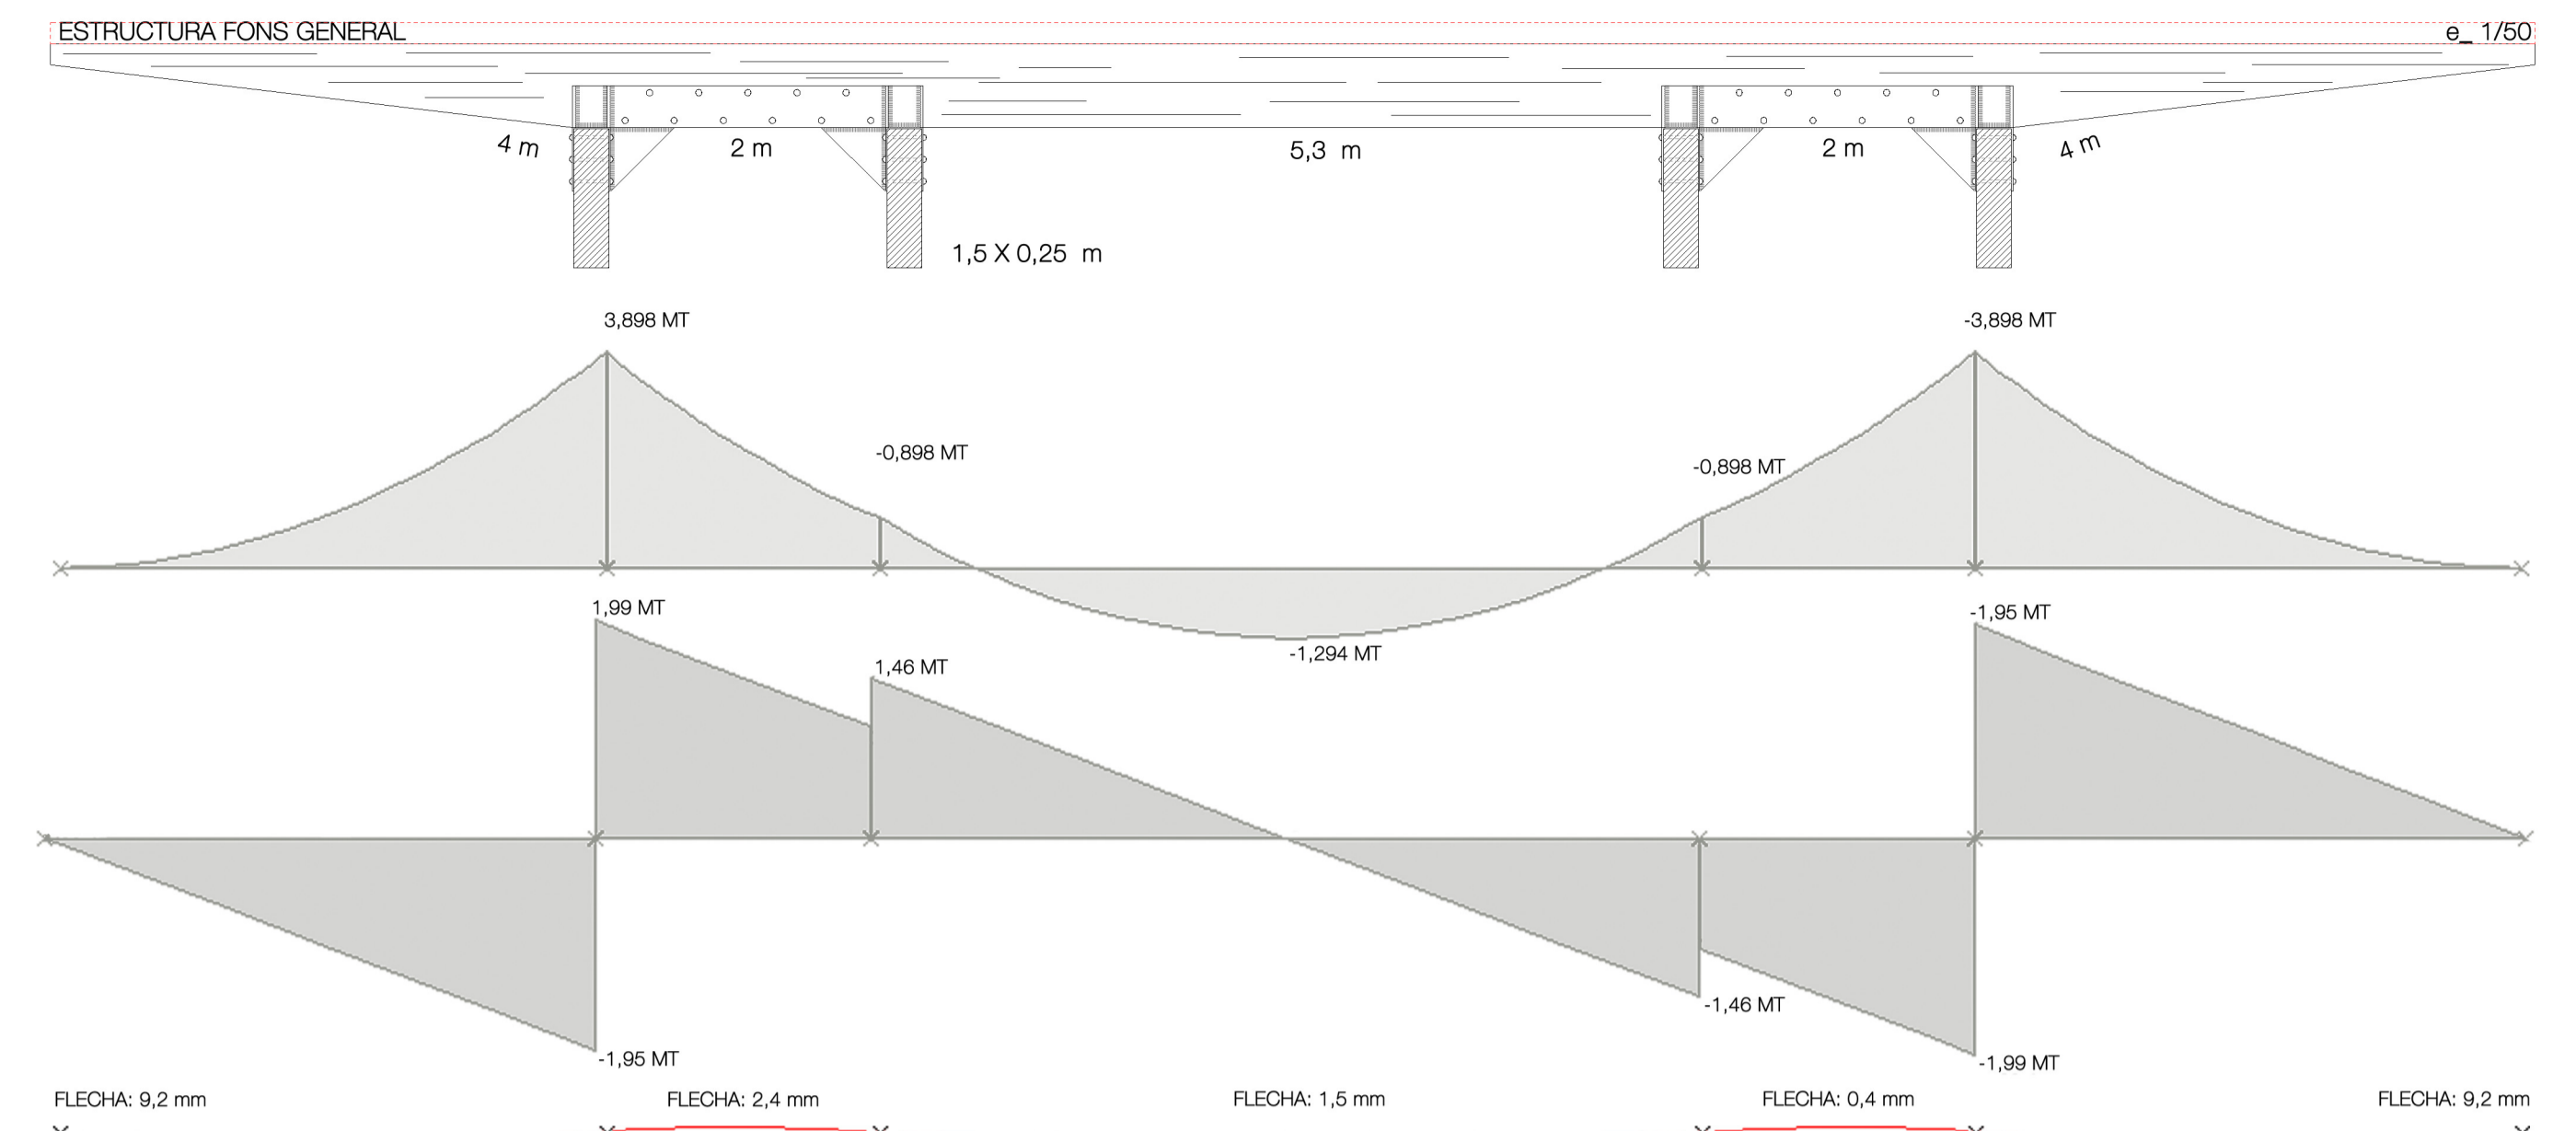 ESTRUCTURA FONS GENERAL
e_ 1/50
4 m
2 m
5,3 m
2 m
4 m
1,5 X 0,25 m
3,898 MT
-3,898 MT
-0,898 MT
-0,898 MT
-1,294 MT
1,99 MT
-1,95 MT
1,46 MT
-1,46 MT
-1,95 MT
-1,99 MT
FLECHA: 9,2 mm
FLECHA: 2,4 mm
FLECHA: 1,5 mm
FLECHA: 0,4 mm
FLECHA: 9,2 mm